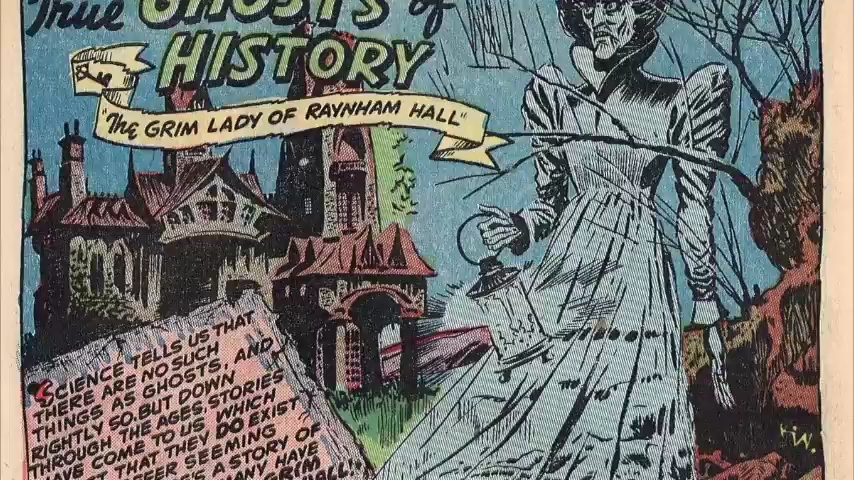 True GHOSTS of
HISTORY
"The GRIM LADY OF RAYNHAM HALL"
SCIENCE TELLS US THAT
THERE ARE NO SUCH
THINGS AS GHOSTS, AND
RIGHTLY SO. BUT DOWN
THROUGH THE AGES, STORIES
HAVE COME TO US WHICH
THAT THEY DO EXIST
SEEMING
A STORY OF
MANY HAVE
GRIM
HALL!
H.W.